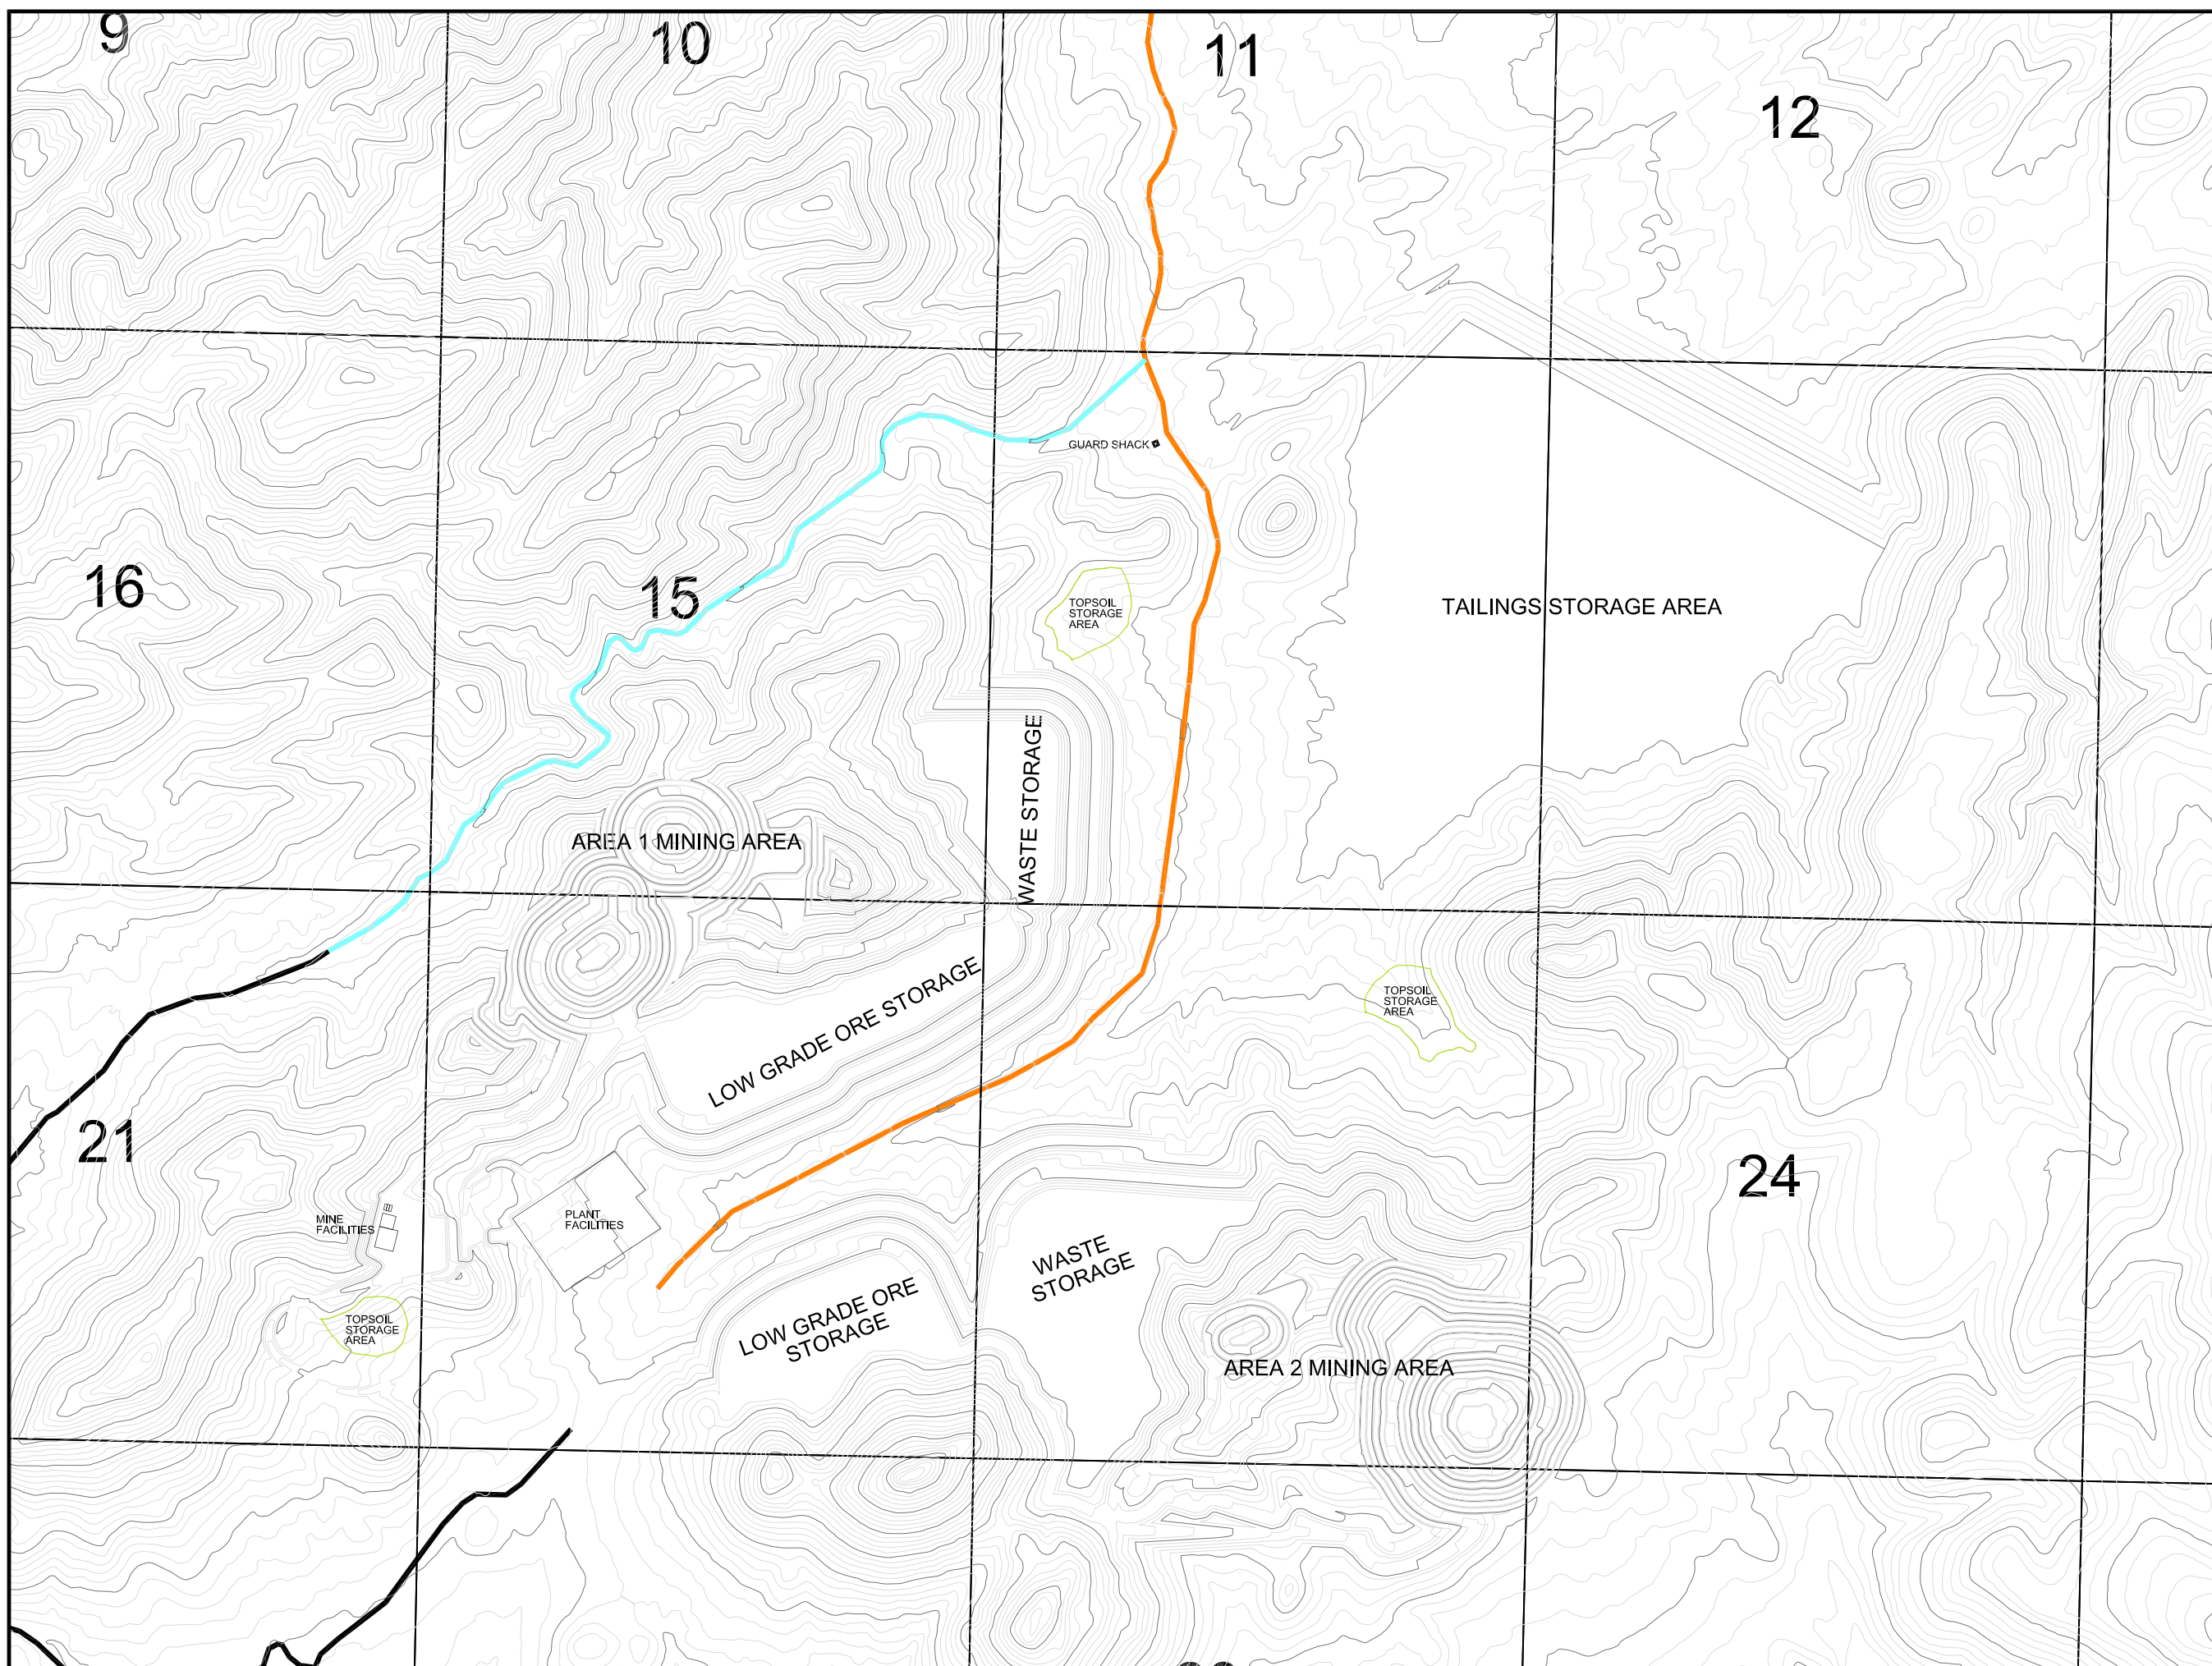 9
10
11
12
GUARD SHACK
16
15
TOPSOIL
STORAGE
AREA
TAILINGS STORAGE AREA
WASTE STORAGE
AREA 1 MINING AREA
LOW GRADE ORE STORAGE
TOPSOIL
STORAGE
AREA
21
24
MINE
FACILITIES
PLANT
FACILITIES
WASTE
STORAGE
LOW GRADE ORE
STORAGE
TOPSOIL
STORAGE
AREA
AREA 2 MINING AREA